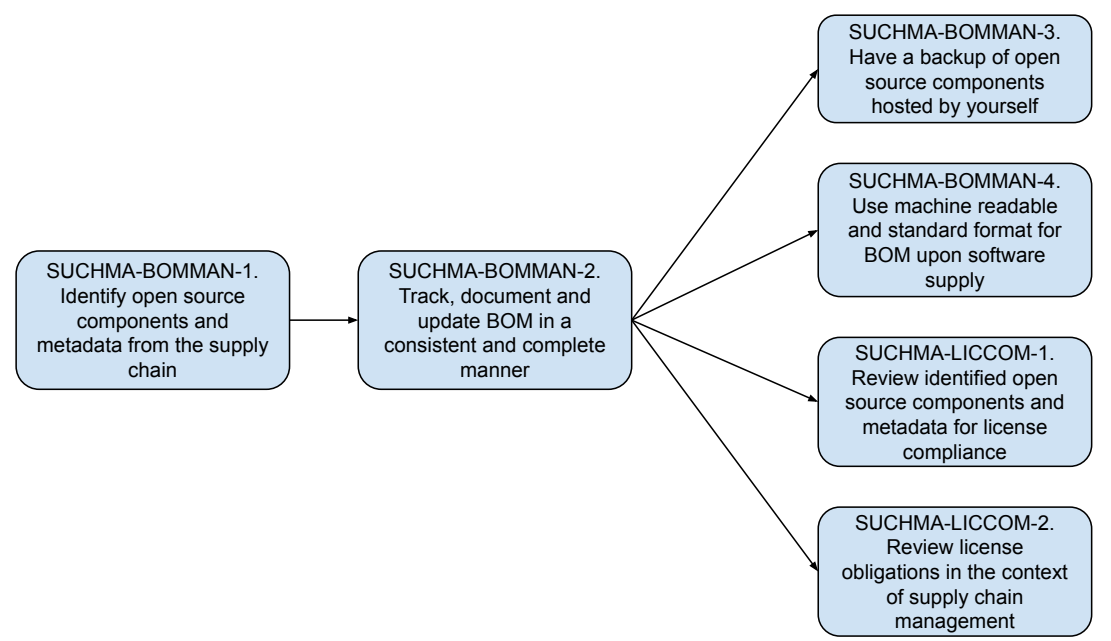 SUCHMA-BOMMAN-1.
Identify open source
components and
metadata from the supply
chain
SUCHMA-BOMMAN-2.
Track, document and
update BOM in a
consistent and complete
manner
SUCHMA-BOMMAN-3.
Have a backup of open
source components
hosted by yourself
SUCHMA-BOMMAN-4.
Use machine readable
and standard format for
BOM upon software
supply
SUCHMA-LICCOM-1.
Review identified open
source components and
metadata for license
compliance
SUCHMA-LICCOM-2.
Review license
obligations in the context
of supply chain
management